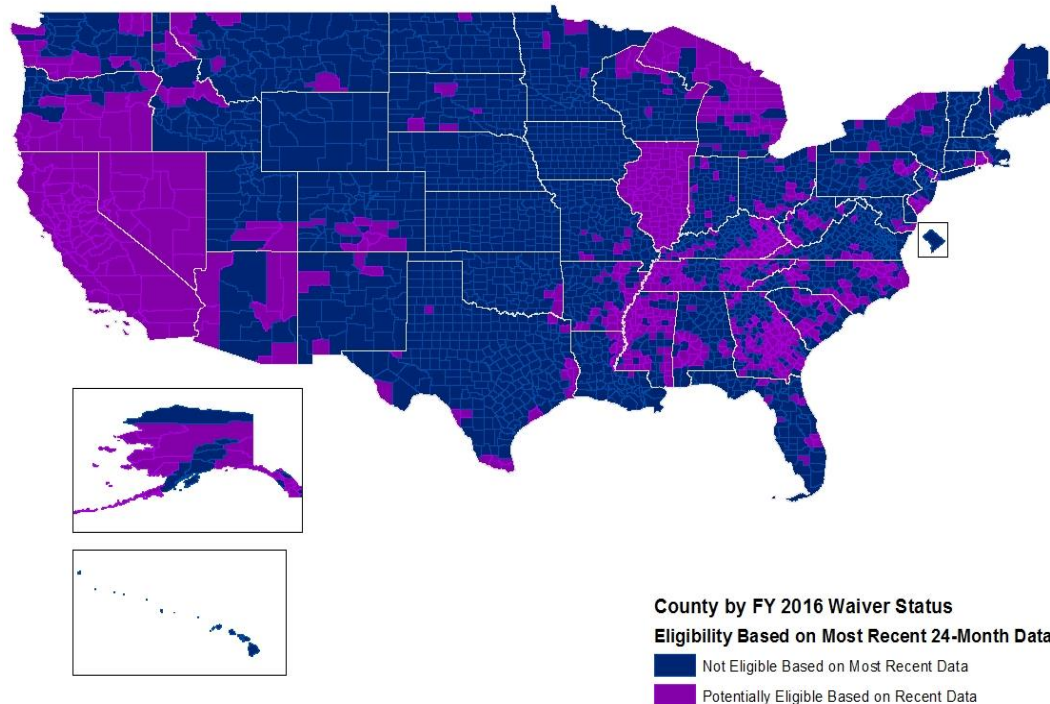 County by FY 2016 Waiver Status
Eligibility Based on Most Recent 24-Month Data
Not Eligible Based on Most Recent Data
Potentially Eligible Based on Recent Data